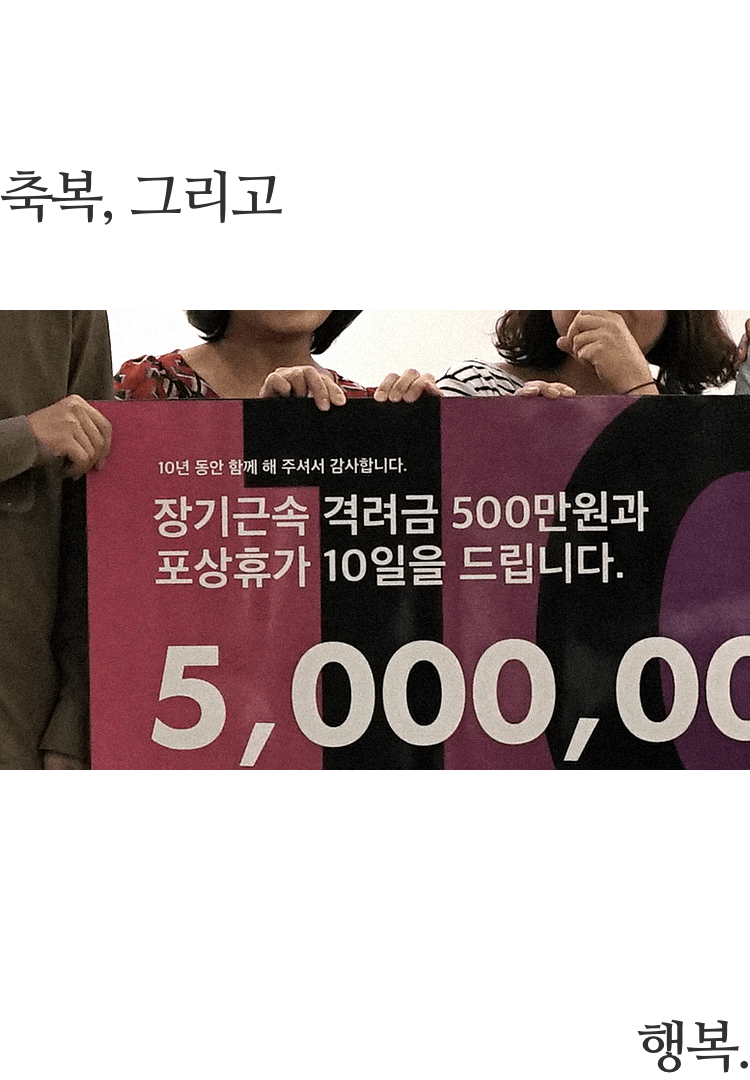 축복, 그리고
10년 동안 함께 해 주셔서 감사합니다.
장기근속 격려금 500만원과
포상휴가 10일을 드립니다.
5,000,00
행복.